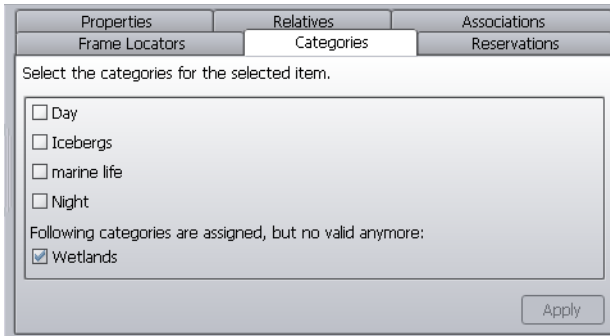 Properties
Relatives
Associations
Frame Locators
Categories
Reservations
Select the categories for the selected item.
Day
Icebergs
marine life
Night
Following categories are assigned, but no valid anymore:
Wetlands
Apply